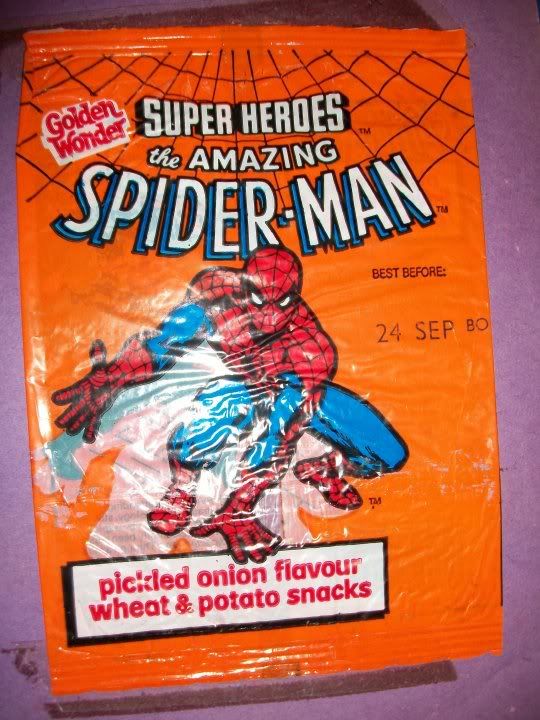 Golden
Wonder
SUPER HEROES TM
the AMAZING
SPIDER-MAN TM
BEST BEFORE:
24 SEP BO
TM
pickled onion flavour
wheat & potato snacks